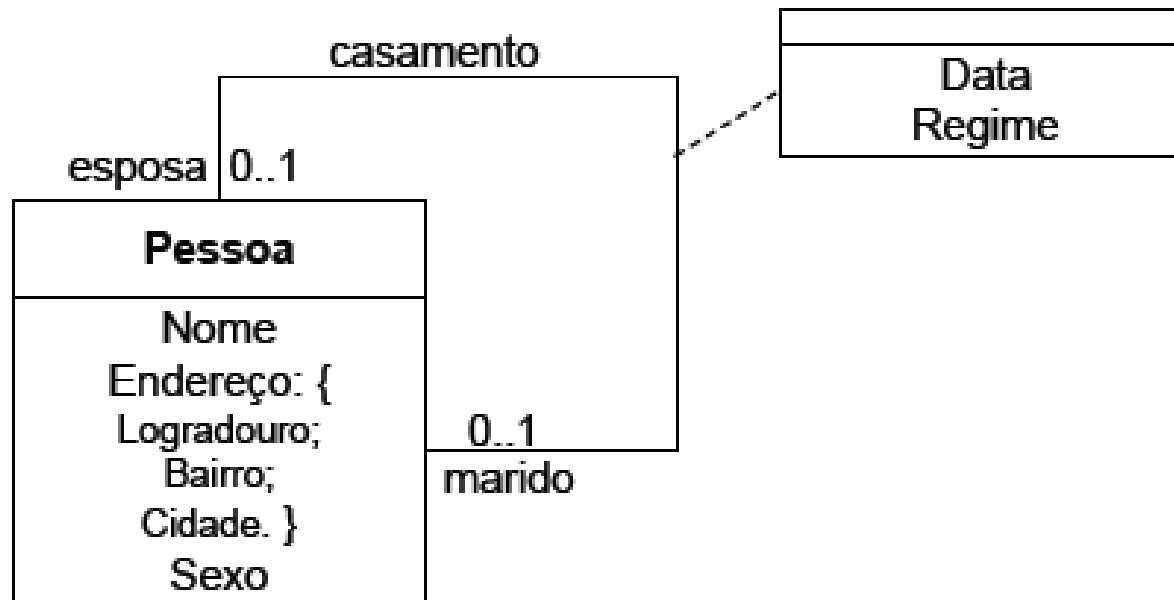 casamento
Data
Regime
esposa 0..1
Pessoa
Nome
Endereço: {
Logradouro;
Bairro;
Cidade. }
Sexo
0..1
marido